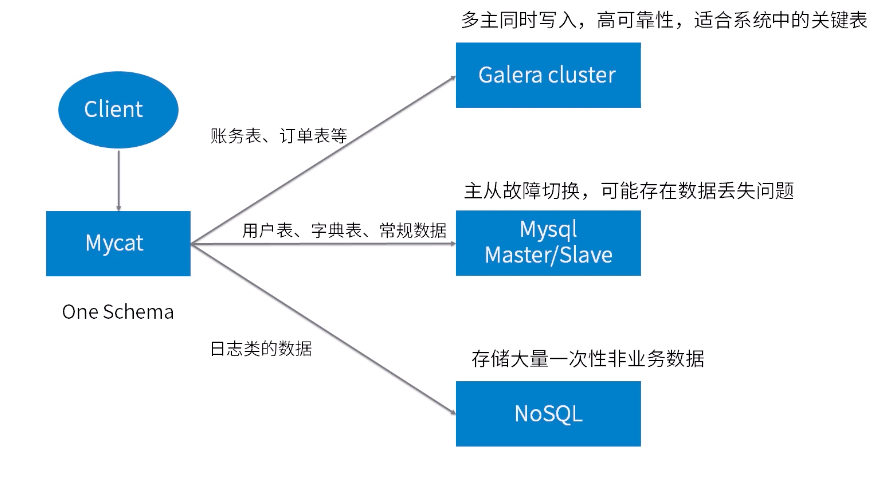 多主同时写入，高可靠性，适合系统中的关键表
Galera cluster
Client
账务表、订单表等
主从故障切换，可能存在数据丢失问题
用户表、字典表、常规数据
Mysql
Master/Slave
Mycat
One Schema
日志类的数据
存储大量一次性非业务数据
NoSQL